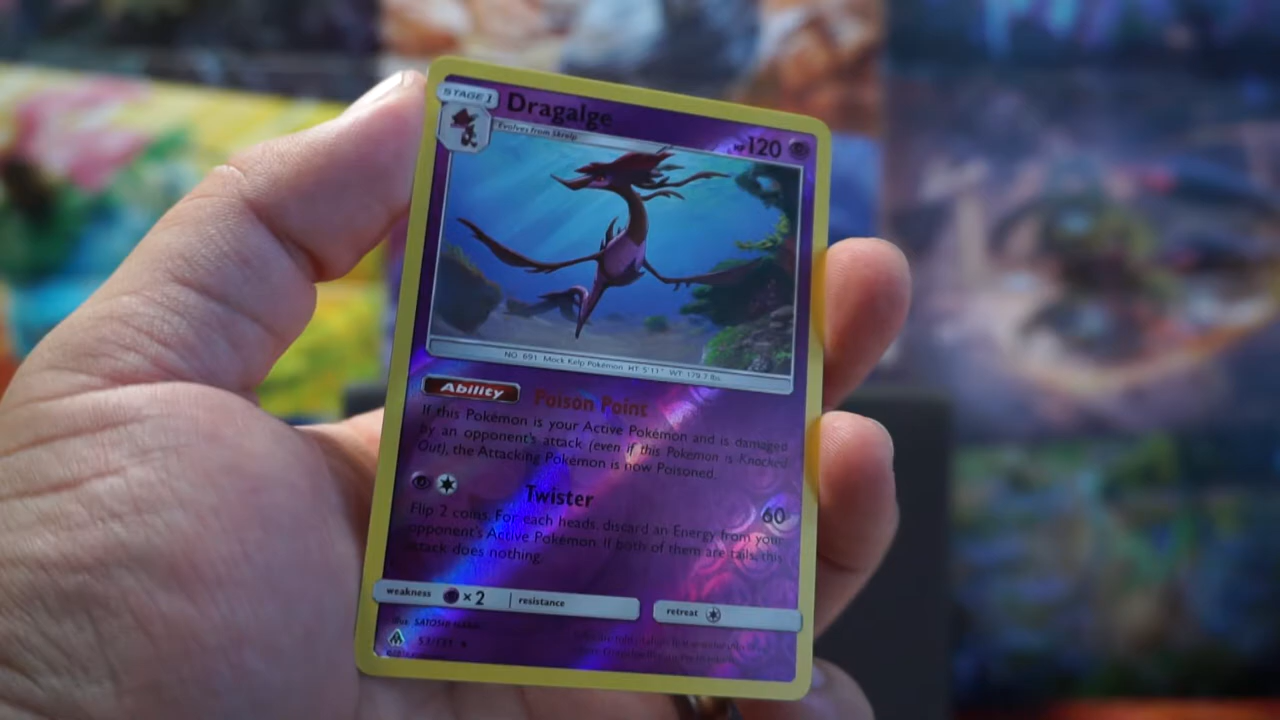 STAGE 1 Dragalge
Evolves from Skrelp
HP 120
NO. 691 Mock Kelp Pokémon HT: 5'11" WT: 179.7 lbs.
Ability Poison Point
If this Pokémon is your Active Pokémon and is damaged
by an opponent's attack (even if this Pokémon is Knocked
Out), the Attacking Pokémon is now Poisoned.
Twister 60
Flip 2 coins. For each heads, discard an Energy from your
opponent's Active Pokémon. If both of them are tails, this
attack does nothing.
weakness ×2 resistance retreat
illus.
53/131